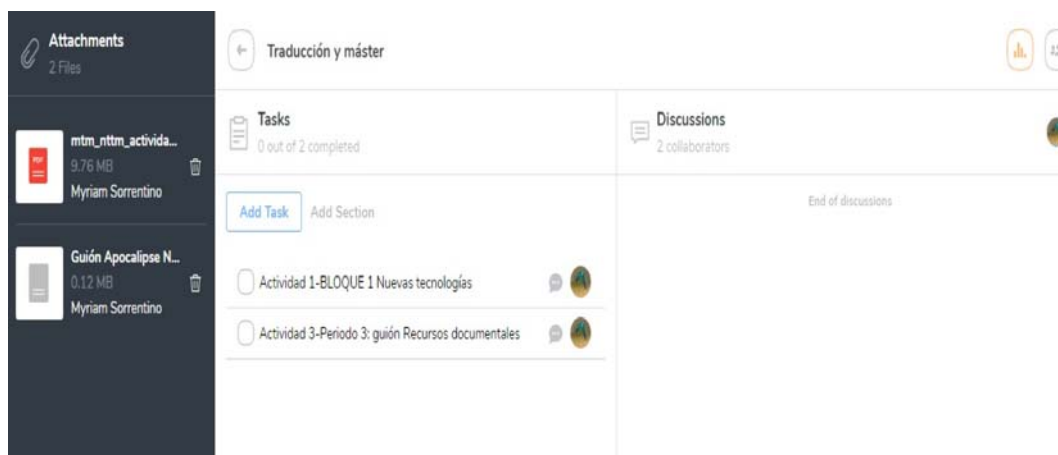 Attachments
2 Files
mtm_nttm_activida...
9.76 MB
Myriam Sorrentino
Guión Apocalipse N...
0.12 MB
Myriam Sorrentino
Traducción y máster
Tasks
0 out of 2 completed
Add Task Add Section
Actividad 1-BLOQUE 1 Nuevas tecnologías
Actividad 3-Periodo 3: guión Recursos documentales
Discussions
2 collaborators
End of discussions